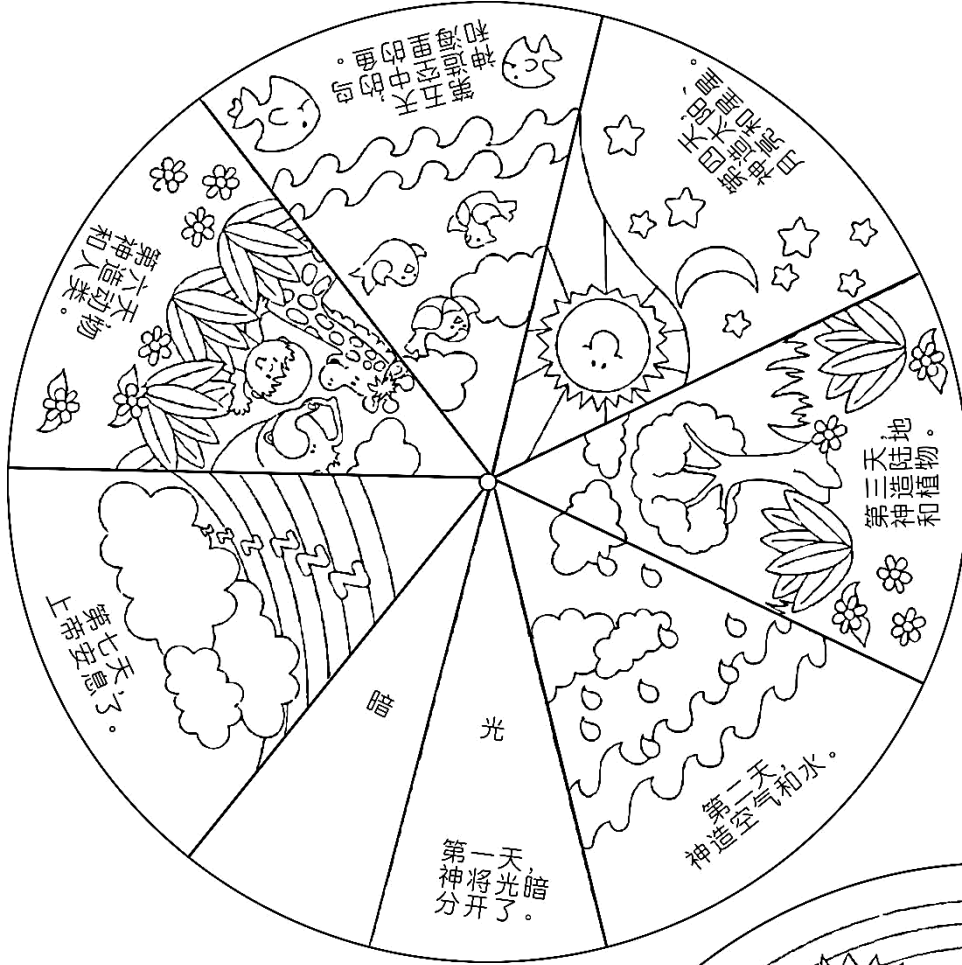 暗
光
第一天,
神将光暗
分开了。
第二天,
神造空气和水。
第三天,
神造陆地
和植物。
第四天,
神造太阳、
月亮和星星。
第五天,
神造空中的鸟
和海里的鱼。
第六天,
神造动物
和人类。
第七天,
上帝安息了。
z z z z z